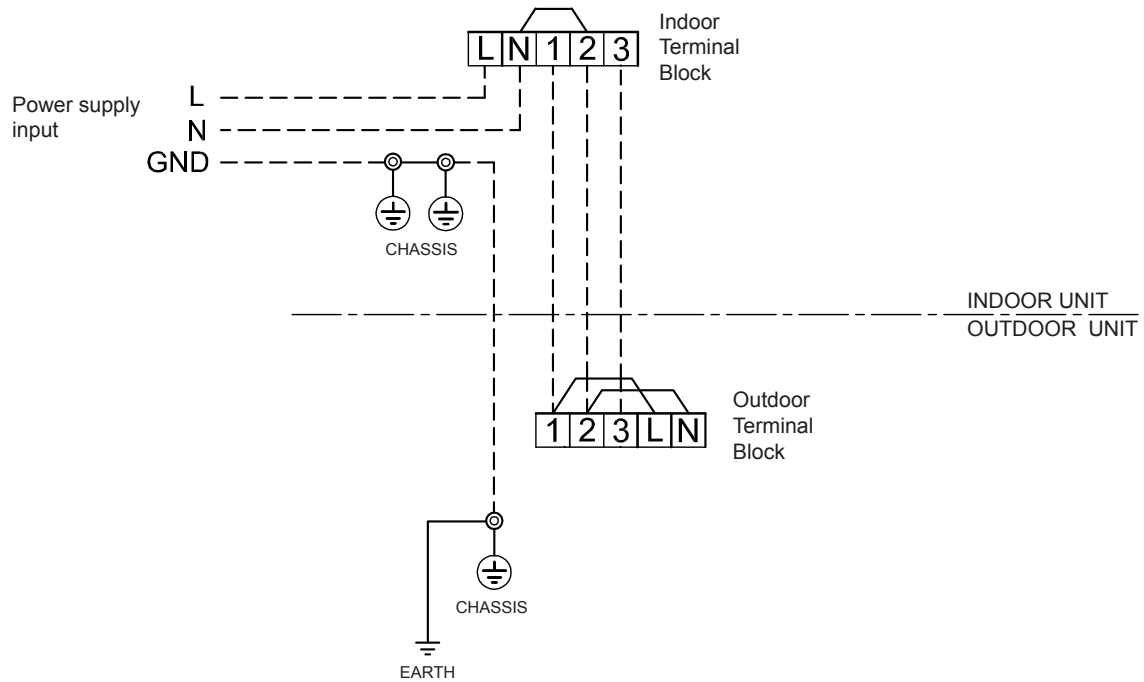 Indoor
Terminal
Block
L N 1 2 3
Power supply
input
L
N
GND
CHASSIS
INDOOR UNIT
OUTDOOR UNIT
Outdoor
Terminal
Block
1 2 3 L N
CHASSIS
EARTH